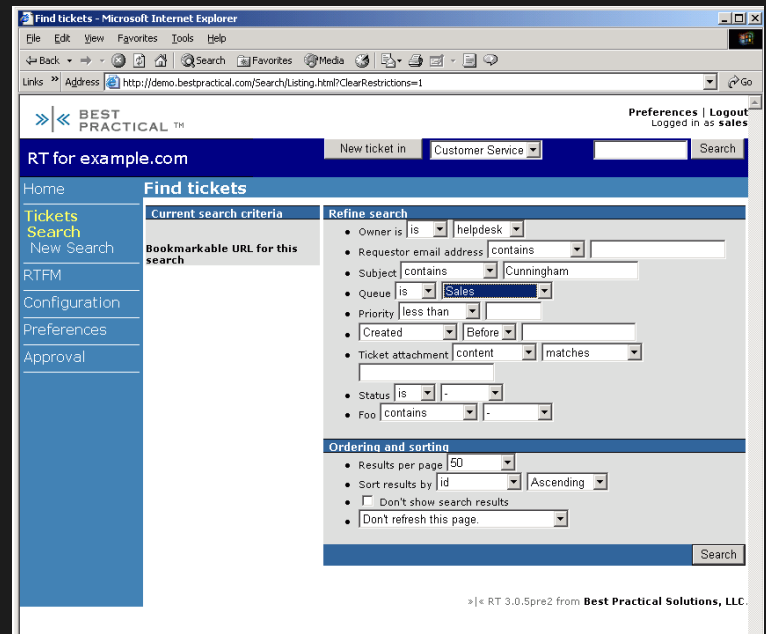 Find tickets - Microsoft Internet Explorer
File Edit View Favorites Tools Help
Back Search Favorites Media
Links » Address http://demo.bestpractical.com/Search/Listing.html?ClearRestrictions=1 Go
»|« BEST PRACTICAL ™
Preferences | Logout
Logged in as sales
RT for example.com
New ticket in Customer Service Search
Home
Find tickets
Tickets
Search
New Search
RTFM
Configuration
Preferences
Approval
Current search criteria
Bookmarkable URL for this
search
Refine search
Owner is is helpdesk
Requestor email address contains
Subject contains Cunningham
Queue is Sales
Priority less than
Created Before
Ticket attachment content matches
Status is -
Foo contains -
Ordering and sorting
Results per page 50
Sort results by id Ascending
Don't show search results
Don't refresh this page.
Search
»|« RT 3.0.5pre2 from Best Practical Solutions, LLC.